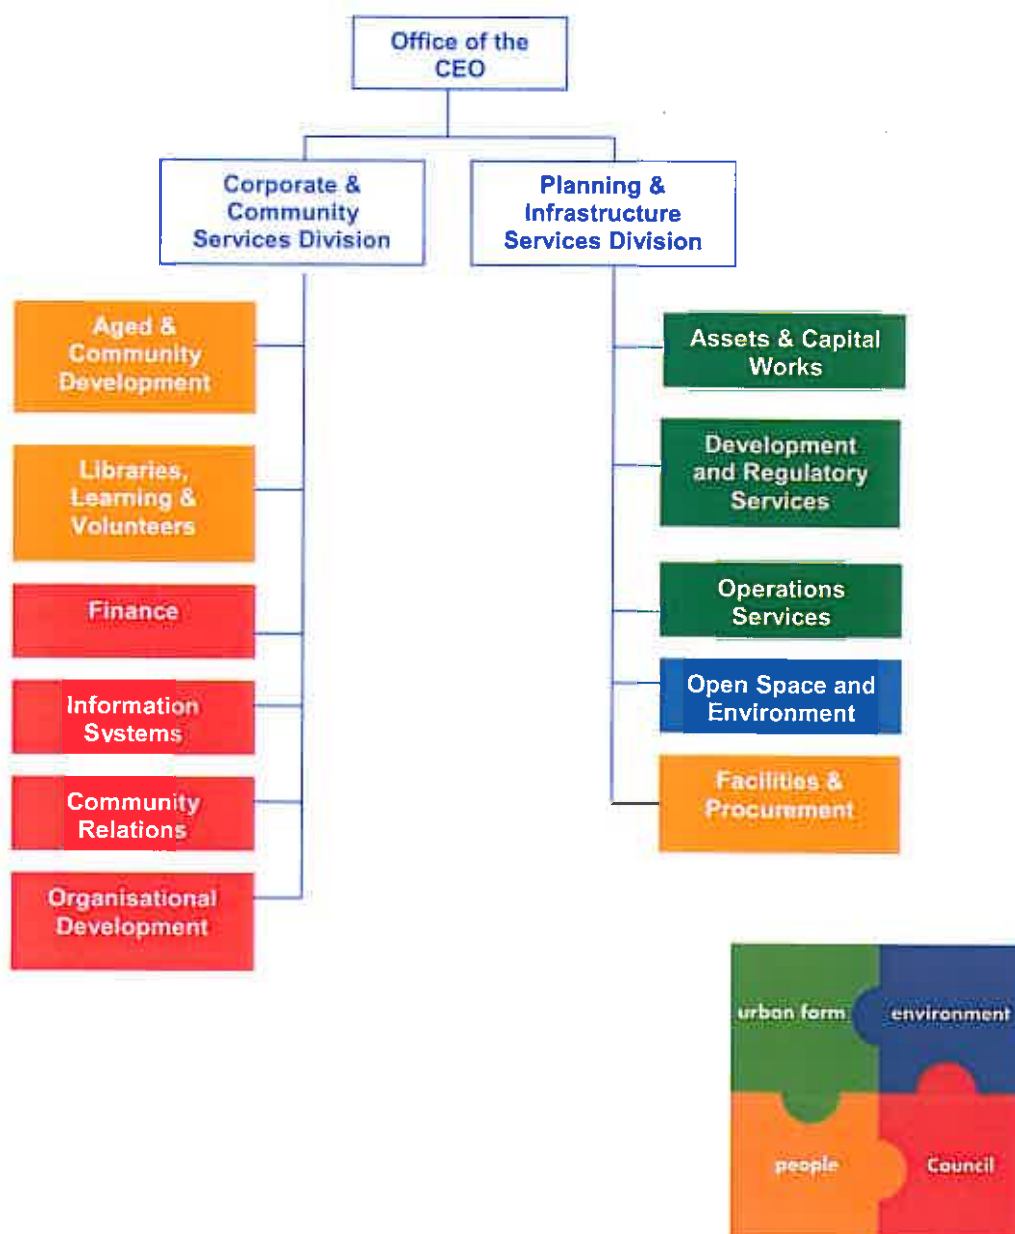 Office of the
CEO
Corporate &
Community
Services Division
Planning &
Infrastructure
Services Division
Aged &
Community
Development
Libraries,
Learning &
Volunteers
Finance
Information
Systems
Community
Relations
Organisational
Development
Assets & Capital
Works
Development
and Regulatory
Services
Operations
Services
Open Space and
Environment
Facilities &
Procurement
urban form
environment
people
Council